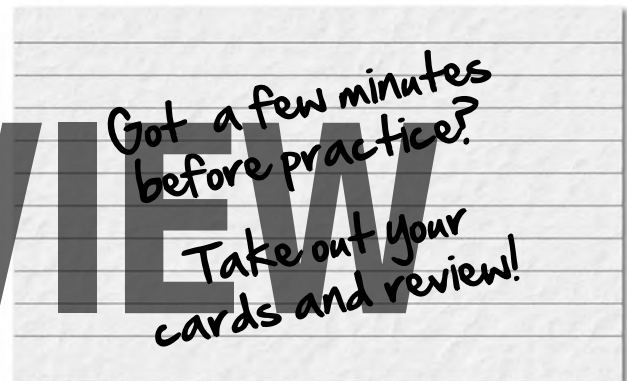 Got a few minutes
before practice?
Take out your
cards and review!
VIEW